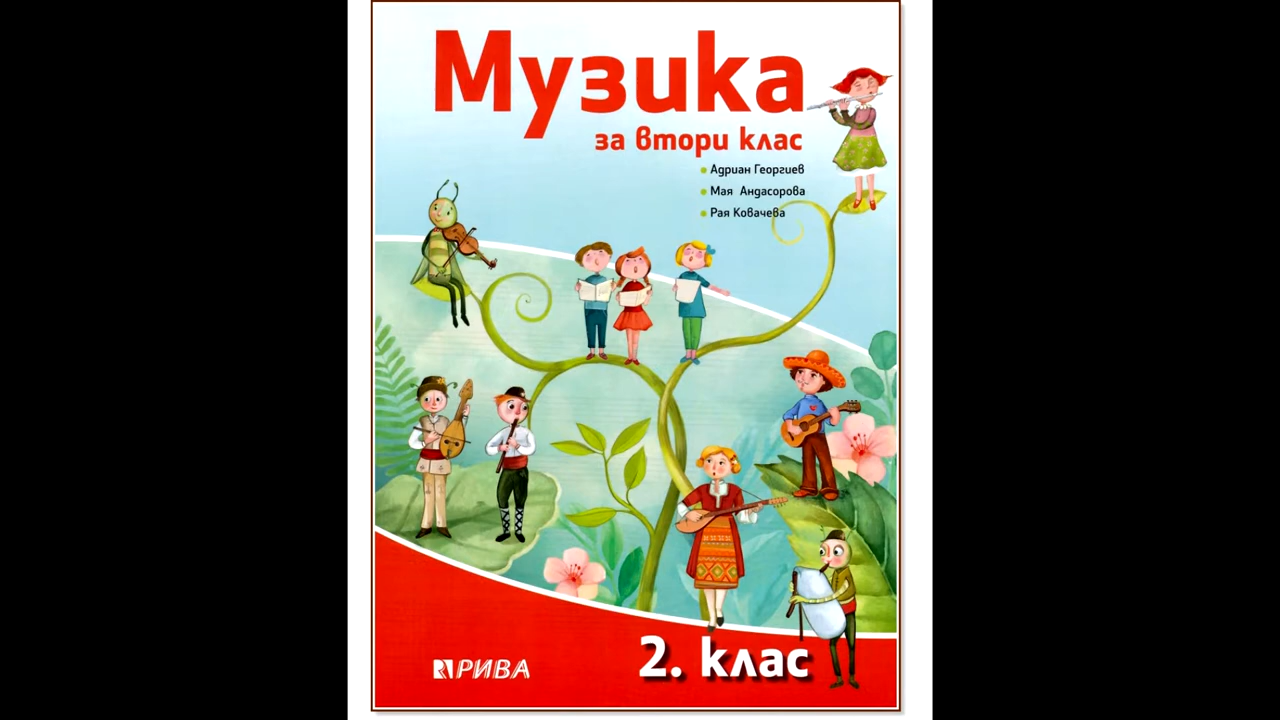 Музика
за втори клас
Адриан Георгиев
Мая Андасорова
Рая Ковачева
2. клас
РИВА